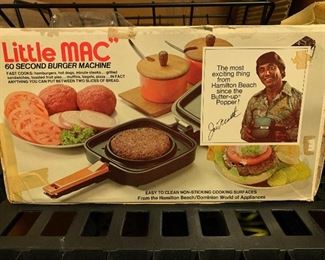 Little MAC
60 SECOND BURGER MACHINE
FAST COOKS: hamburgers, hot dogs, minute steaks... grilled
sandwiches, toasted fruit pies... muffins, bagels, pizza... IN FACT
ANYTHING YOU CAN PUT BETWEEN TWO SLICES OF BREAD.
The most
exciting thing
from
Hamilton Beach
since the
Butter-up
Popper
EASY TO CLEAN NON-STICKING COOKING SURFACES
From the Hamilton Beach/Dominion World of Appliances